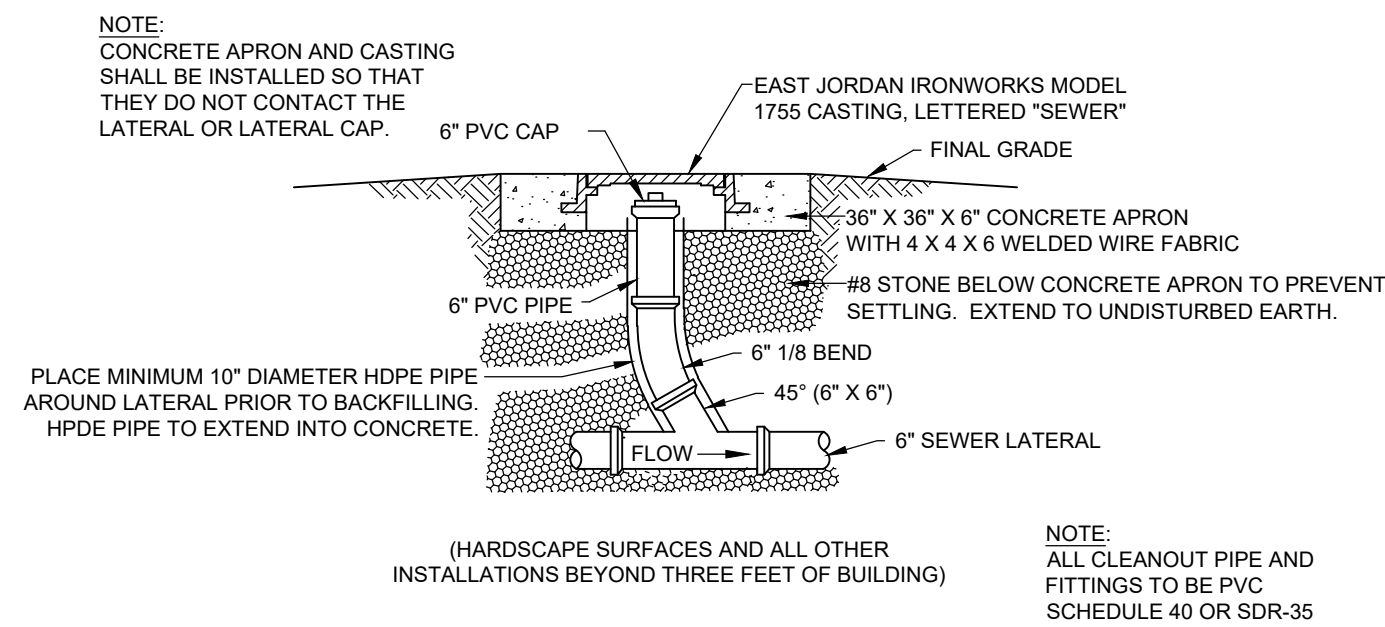 NOTE:
CONCRETE APRON AND CASTING
SHALL BE INSTALLED SO THAT
THEY DO NOT CONTACT THE
LATERAL OR LATERAL CAP.
6" PVC CAP
EAST JORDAN IRONWORKS MODEL
1755 CASTING, LETTERED "SEWER"
FINAL GRADE
36" X 36" X 6" CONCRETE APRON
WITH 4 X 4 X 6 WELDED WIRE FABRIC
#8 STONE BELOW CONCRETE APRON TO PREVENT
SETTLING. EXTEND TO UNDISTURBED EARTH.
6" PVC PIPE
6" 1/8 BEND
PLACE MINIMUM 10" DIAMETER HDPE PIPE
AROUND LATERAL PRIOR TO BACKFILLING.
HPDE PIPE TO EXTEND INTO CONCRETE.
45° (6" X 6")
FLOW
6" SEWER LATERAL
(HARDSCAPE SURFACES AND ALL OTHER
INSTALLATIONS BEYOND THREE FEET OF BUILDING)
NOTE:
ALL CLEANOUT PIPE AND
FITTINGS TO BE PVC
SCHEDULE 40 OR SDR-35